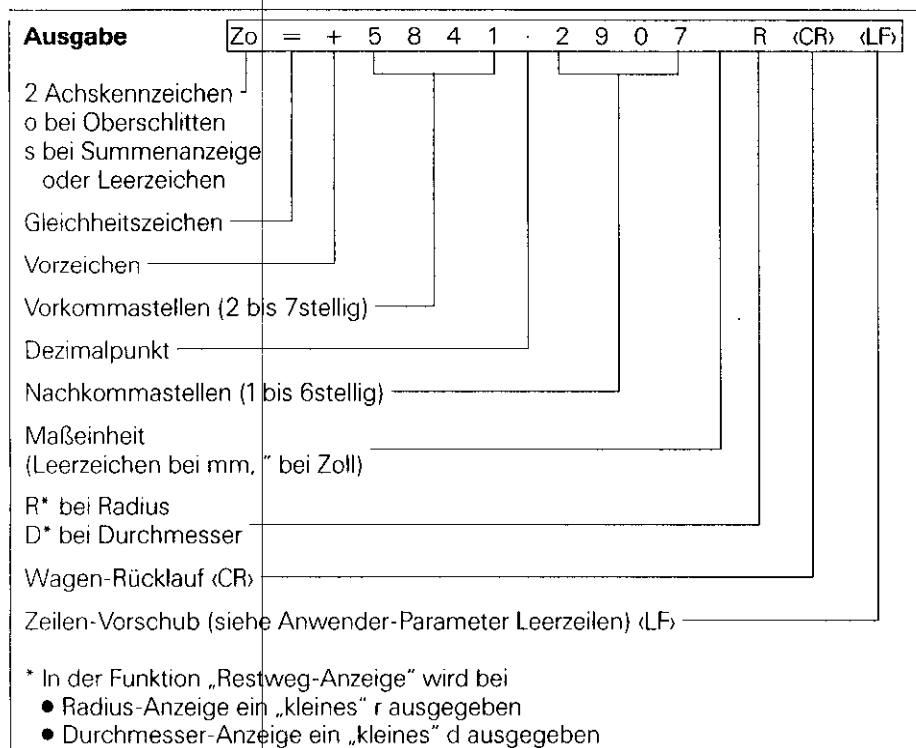 Ausgabe Zo = + 5 8 4 1 . 2 9 0 7 R ‹CR› ‹LF›
2 Achskennzeichen
o bei Oberschlitten
s bei Summenanzeige
oder Leerzeichen
Gleichheitszeichen
Vorzeichen
Vorkommastellen (2 bis 7stellig)
Dezimalpunkt
Nachkommastellen (1 bis 6stellig)
Maßeinheit
(Leerzeichen bei mm, ″ bei Zoll)
R* bei Radius
D* bei Durchmesser
Wagen-Rücklauf ‹CR›
Zeilen-Vorschub (siehe Anwender-Parameter Leerzeilen) ‹LF›
* In der Funktion „Restweg-Anzeige“ wird bei
● Radius-Anzeige ein „kleines“ r ausgegeben
● Durchmesser-Anzeige ein „kleines“ d ausgegeben